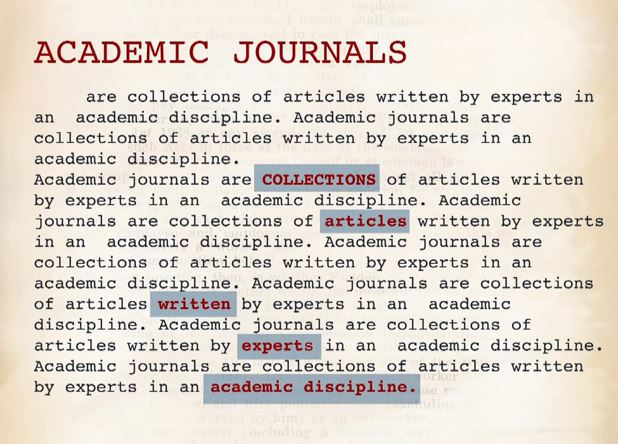 ACADEMIC JOURNALS
are collections of articles written by experts in
an academic discipline. Academic journals are
collections of articles written by experts in an
academic discipline.
Academic journals are COLLECTIONS of articles written
by experts in an academic discipline. Academic
journals are collections of articles written by experts
in an academic discipline. Academic journals are
collections of articles written by experts in an
academic discipline. Academic journals are collections
of articles written by experts in an academic
discipline. Academic journals are collections of
articles written by experts in an academic discipline.
Academic journals are collections of articles written
by experts in an academic discipline.